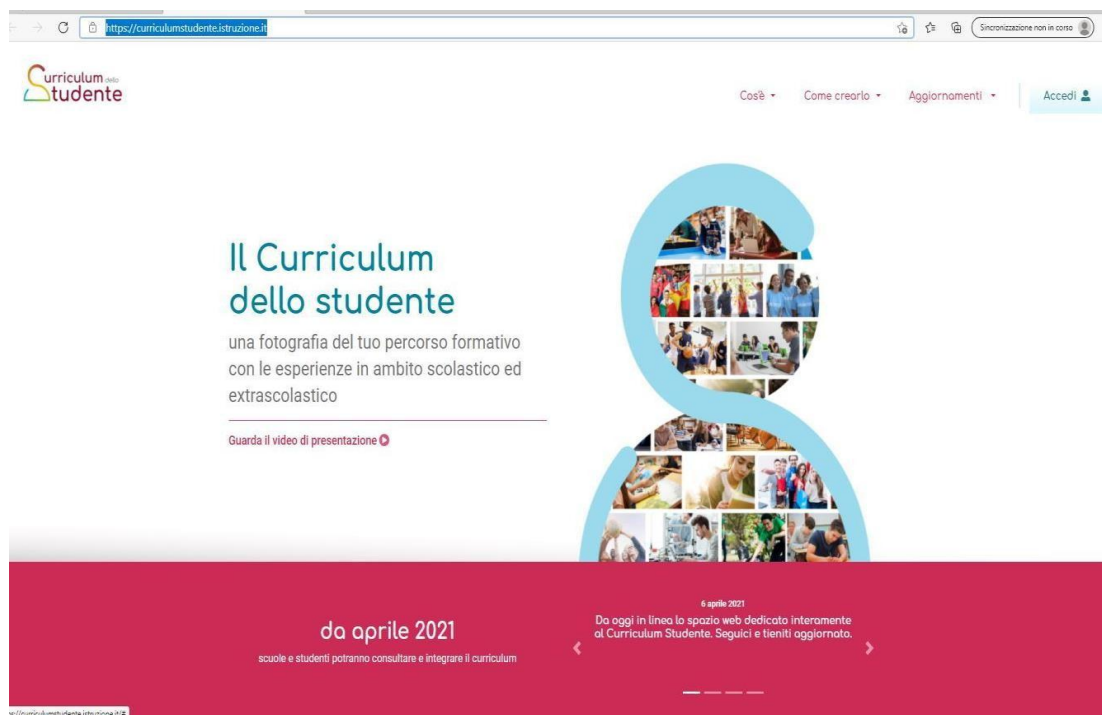 https://curriculumstudente.istruzione.it
Sincronizzazione non in corso
Curriculum dello
Studente
Cos'è
Come crearlo
Aggiornamenti
Accedi
Il Curriculum
dello studente
una fotografia del tuo percorso formativo
con le esperienze in ambito scolastico ed
extrascolastico
Guarda il video di presentazione
da aprile 2021
scuole e studenti potranno consultare e integrare il curriculum
6 aprile 2021
Da oggi in linea lo spazio web dedicato interamente
al Curriculum Studente. Seguici e tieniti aggiornato.